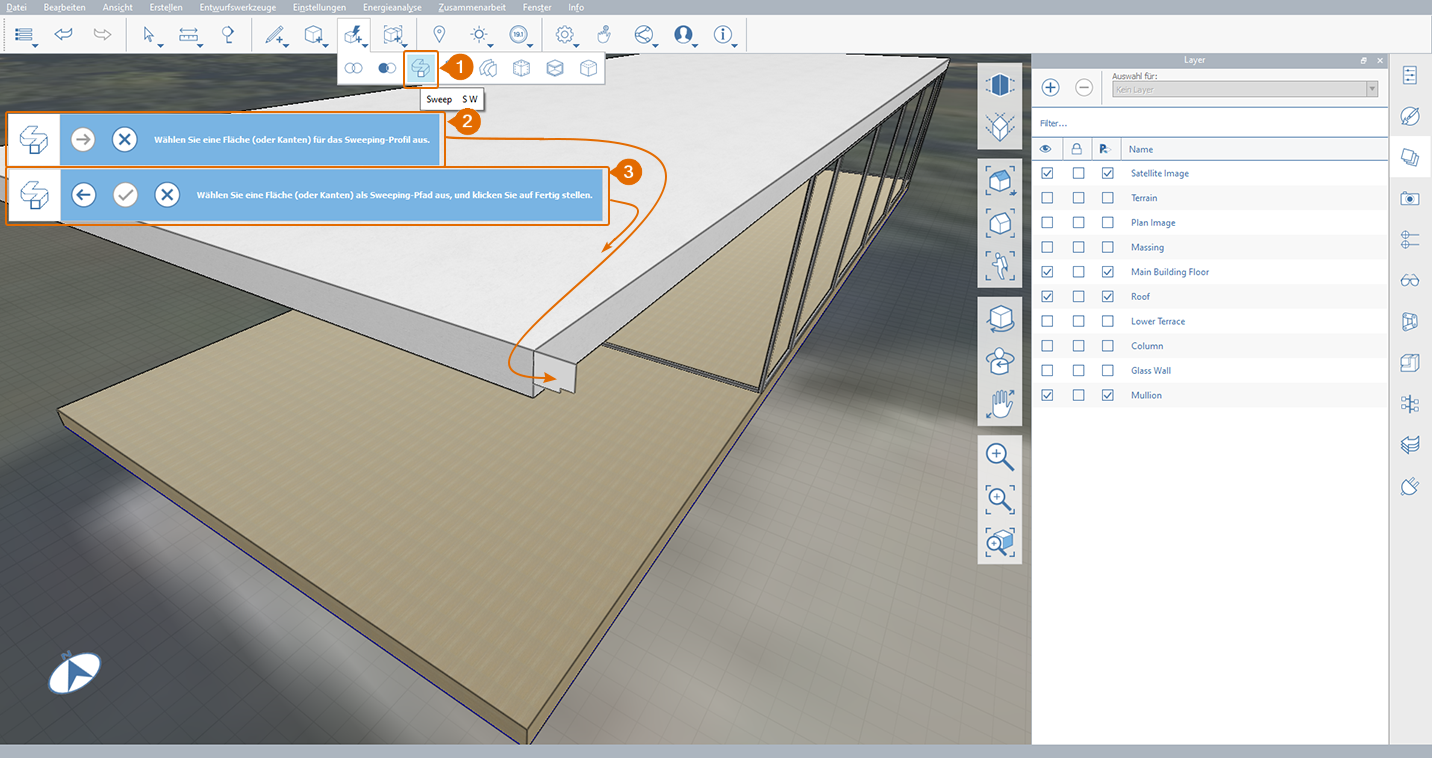 Datei Bearbeiten Ansicht Erstellen Entwurfswerkzeuge Einstellungen Energieanalyse Zusammenarbeit Fenster Info
19.1
1
Sweep S W
2
Wählen Sie eine Fläche (oder Kanten) für das Sweeping-Profil aus.
3
Wählen Sie eine Fläche (oder Kanten) als Sweeping-Pfad aus, und klicken Sie auf Fertig stellen.
N
Layer
Auswahl für:
Kein Layer
Filter...
Name
Satellite Image
Terrain
Plan Image
Massing
Main Building Floor
Roof
Lower Terrace
Column
Glass Wall
Mullion